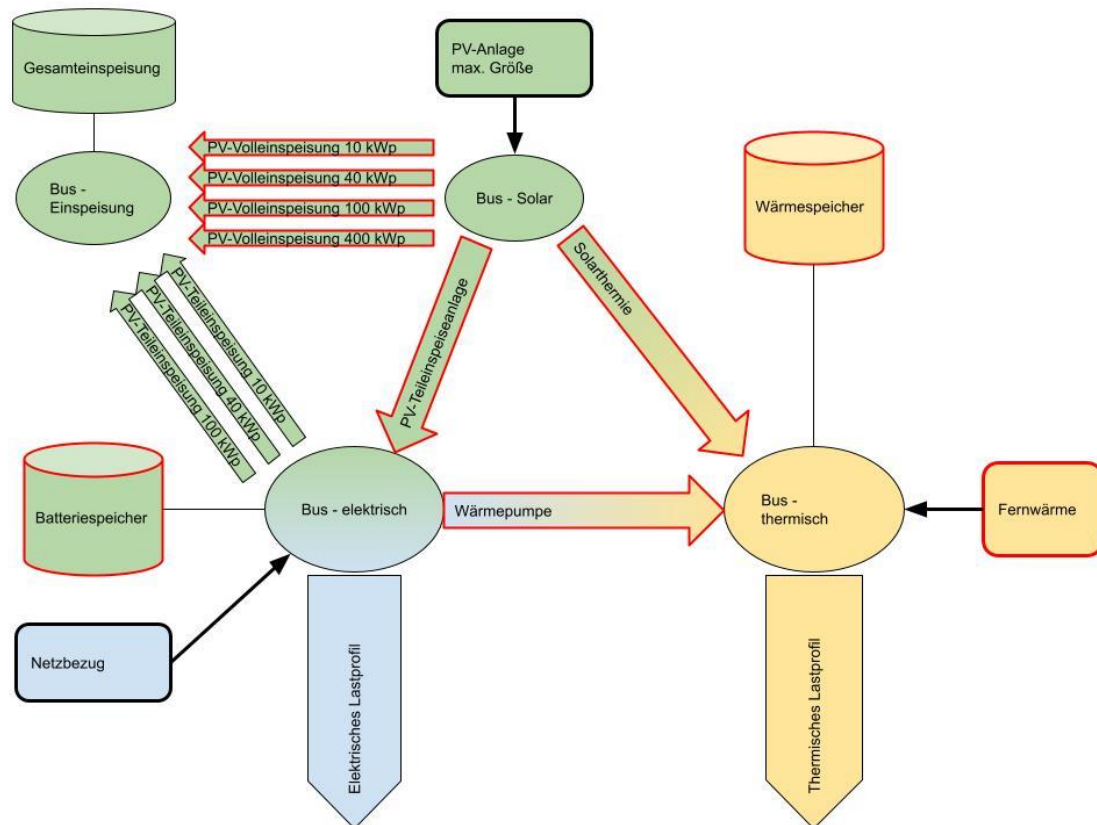 Gesamteinspeisung
PV-Anlage
max. Größe
PV-Volleinspeisung 10 kWp
PV-Volleinspeisung 40 kWp
PV-Volleinspeisung 100 kWp
PV-Volleinspeisung 400 kWp
Bus -
Einspeisung
Bus - Solar
Wärmespeicher
PV-Teileinspeisung 10 kWp
PV-Teileinspeisung 40 kWp
PV-Teileinspeisung 100 kWp
PV-Teileinspeiseanlage
Solarthermie
Batteriespeicher
Bus - elektrisch
Wärmepumpe
Bus -
thermisch
Fernwärme
Netzbezug
Elektrisches Lastprofil
Thermisches Lastprofil